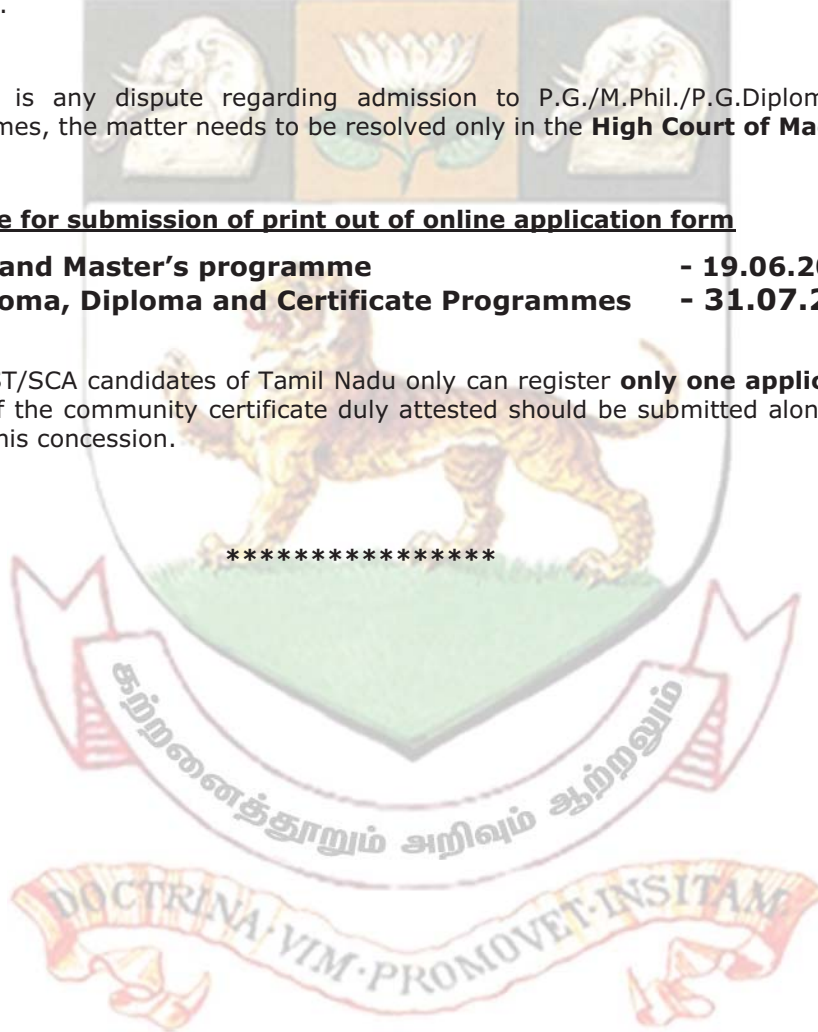 .
is any dispute regarding admission to P.G./M.Phil./P.G.Diplom
mes, the matter needs to be resolved only in the High Court of Ma
e for submission of print out of online application form
and Master’s programme - 19.06.20
oma, Diploma and Certificate Programmes - 31.07.2
ST/SCA candidates of Tamil Nadu only can register only one applic
f the community certificate duly attested should be submitted alon
his concession.
****************
கற்றனைத்தூறும் அறிவும் ஆற்றலும்
DOCTRINA·VIM·PROMOVET·INSITAM